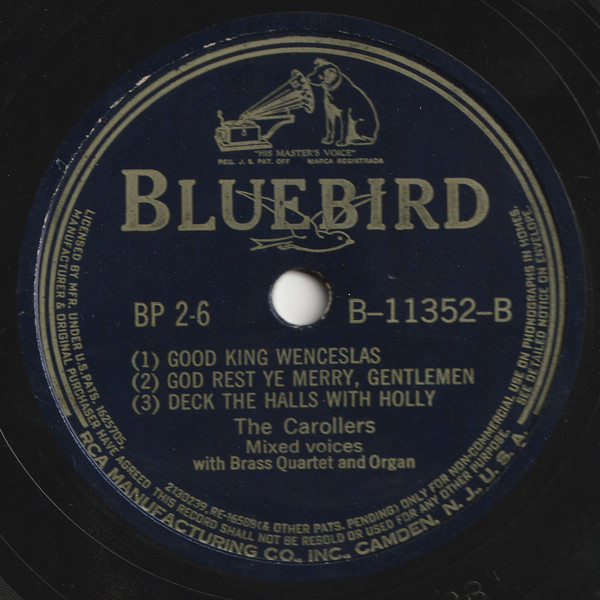 "HIS MASTER'S VOICE"
REG. U.S. PAT. OFF MARCA REGISTRADA
BLUEBIRD
BP 2-6 B-11352-B
(1) GOOD KING WENCESLAS
(2) GOD REST YE MERRY, GENTLEMEN
(3) DECK THE HALLS WITH HOLLY
The Carollers
Mixed voices
with Brass Quartet and Organ
LICENSED BY MFR. UNDER U.S. PATS. 1625705,
2130239, RE-16588 (& OTHER PATS. PENDING) ONLY FOR NON-COMMERCIAL USE ON PHONOGRAPHS IN HOMES.
MANUFACTURER & ORIGINAL PURCHASER HAVE AGREED THIS RECORD SHALL NOT BE RESOLD OR USED FOR ANY OTHER PURPOSE. SEE DETAILED NOTICE ON ENVELOPE.
RCA MANUFACTURING CO., INC., CAMDEN, N. J., U. S. A.